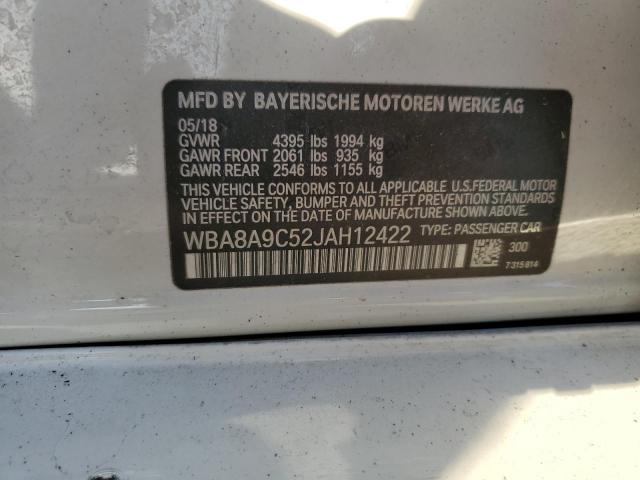 MFD BY BAYERISCHE MOTOREN WERKE AG
05/18
GVWR 4395 lbs 1994 kg
GAWR FRONT 2061 lbs 935 kg
GAWR REAR 2546 lbs 1155 kg
THIS VEHICLE CONFORMS TO ALL APPLICABLE U.S.FEDERAL MOTOR
VEHICLE SAFETY, BUMPER AND THEFT PREVENTION STANDARDS
IN EFFECT ON THE DATE OF MANUFACTURE SHOWN ABOVE.
WBA8A9C52JAH12422 TYPE: PASSENGER CAR
300
7315814